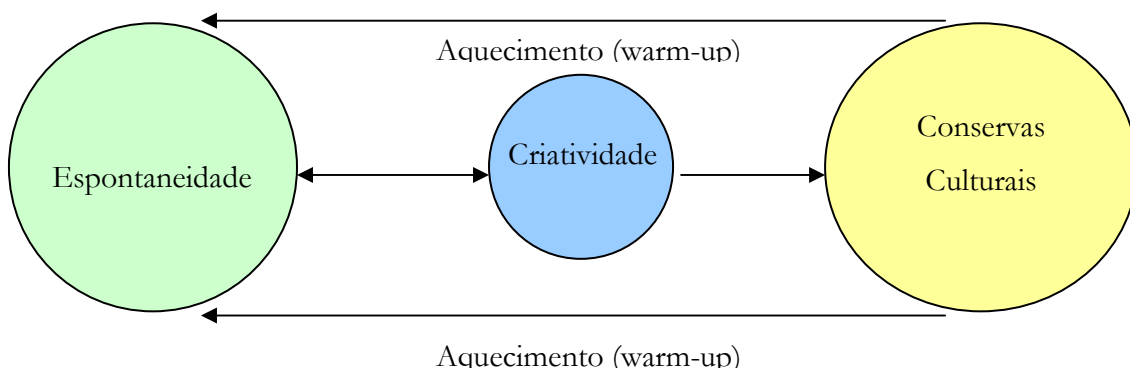 Aquecimento (warm-up)
Espontaneidade
Criatividade
Conservas
Culturais
Aquecimento (warm-up)